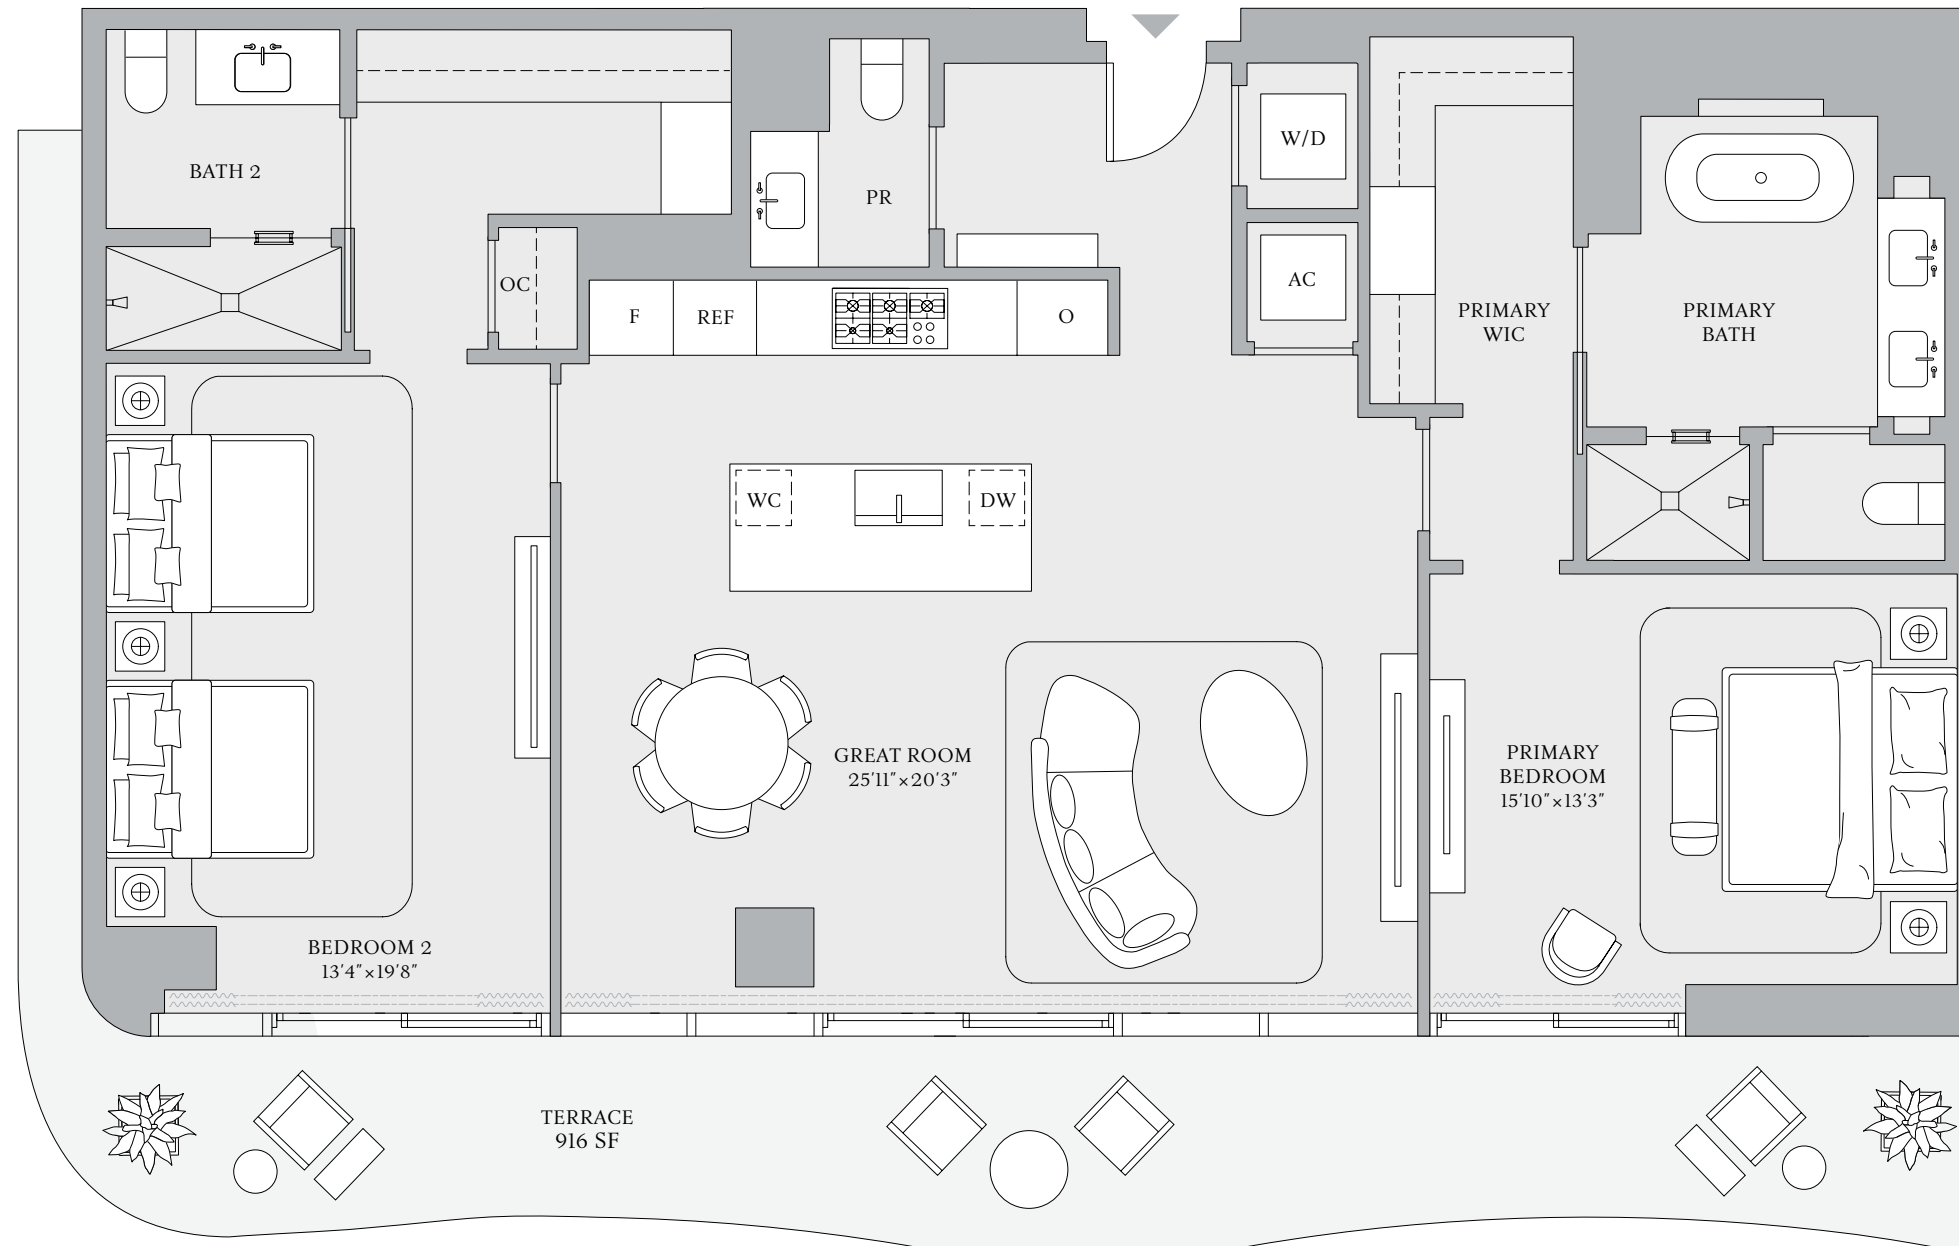 BATH 2
PR
W/D
OC
AC
F
REF
O
PRIMARY
WIC
PRIMARY
BATH
WC
DW
GREAT ROOM
25'11"×20'3"
PRIMARY
BEDROOM
15'10"×13'3"
BEDROOM 2
13'4"×19'8"
TERRACE
916 SF